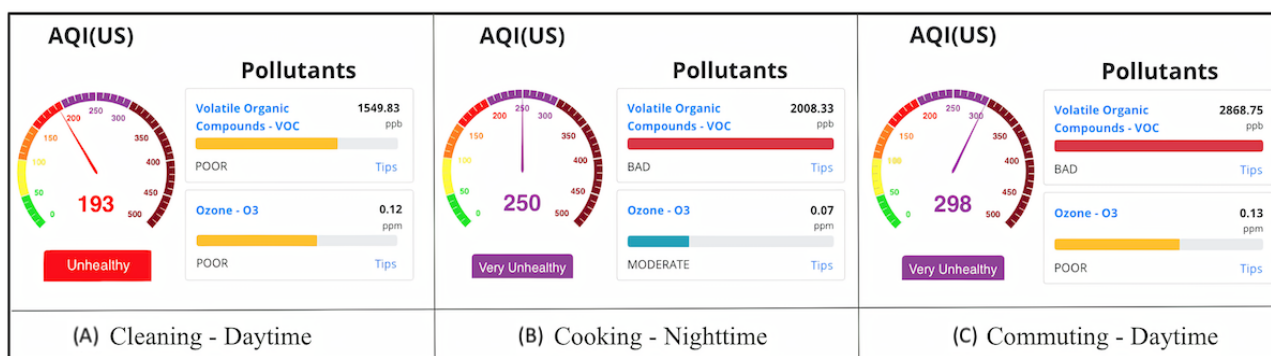 AQI(US)
Pollutants
Volatile Organic
Compounds - VOC
1549.83
ppb
POOR
Tips
Ozone - O3
0.12
ppm
POOR
Tips
0
50
100
150
200
250
300
350
400
450
500
193
Unhealthy
(A) Cleaning - Daytime
AQI(US)
Pollutants
Volatile Organic
Compounds - VOC
2008.33
ppb
BAD
Tips
Ozone - O3
0.07
ppm
MODERATE
Tips
0
50
100
150
200
250
300
350
400
450
500
250
Very Unhealthy
(B) Cooking - Nighttime
AQI(US)
Pollutants
Volatile Organic
Compounds - VOC
2868.75
ppb
BAD
Tips
Ozone - O3
0.13
ppm
POOR
Tips
0
50
100
150
200
250
300
350
400
450
500
298
Very Unhealthy
(C) Commuting - Daytime